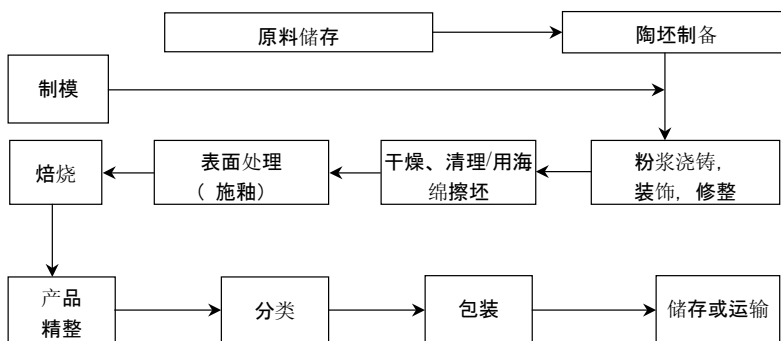 原料储存
陶坯制备
制模
焙烧
表面处理
（ 施釉）
干燥、清理/用海
绵擦坯
粉浆浇铸，
装饰，修整
产品
精整
分类
包装
储存或运输